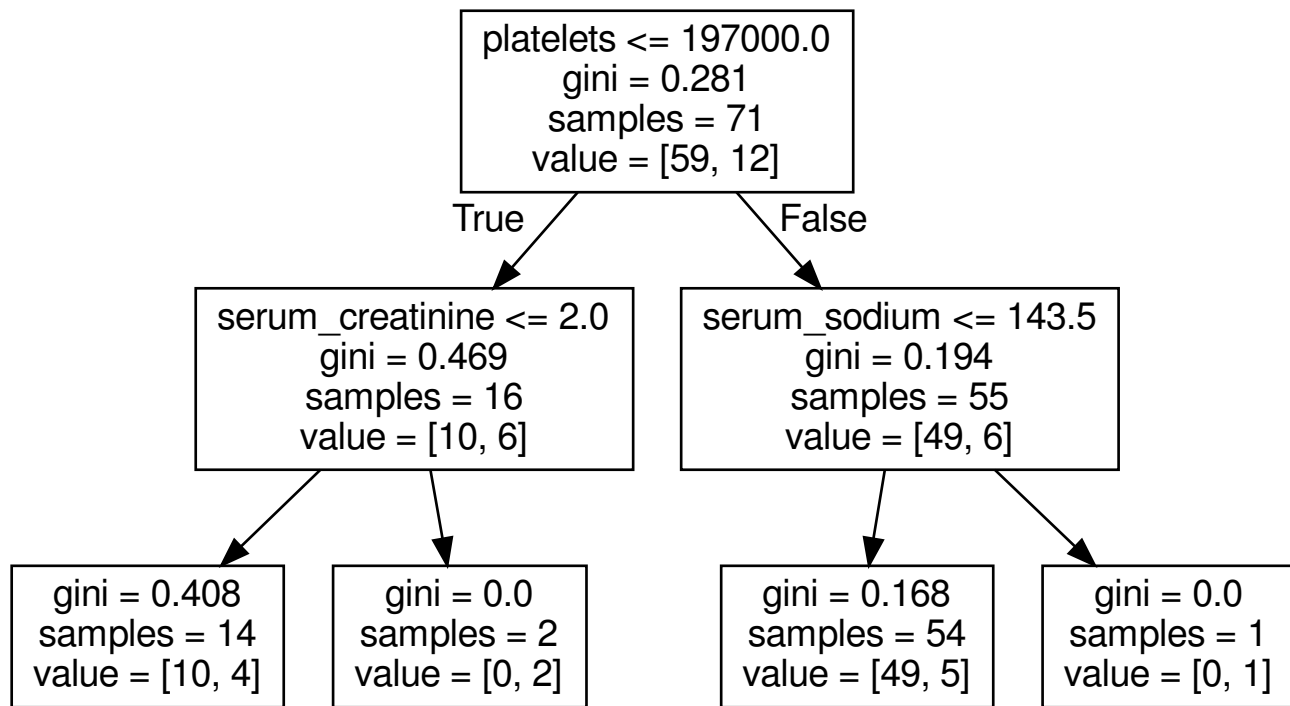 platelets <= 197000.0
gini = 0.281
samples = 71
value = [59, 12]
True
False
serum_creatinine <= 2.0
gini = 0.469
samples = 16
value = [10, 6]
serum_sodium <= 143.5
gini = 0.194
samples = 55
value = [49, 6]
gini = 0.408
samples = 14
value = [10, 4]
gini = 0.0
samples = 2
value = [0, 2]
gini = 0.168
samples = 54
value = [49, 5]
gini = 0.0
samples = 1
value = [0, 1]